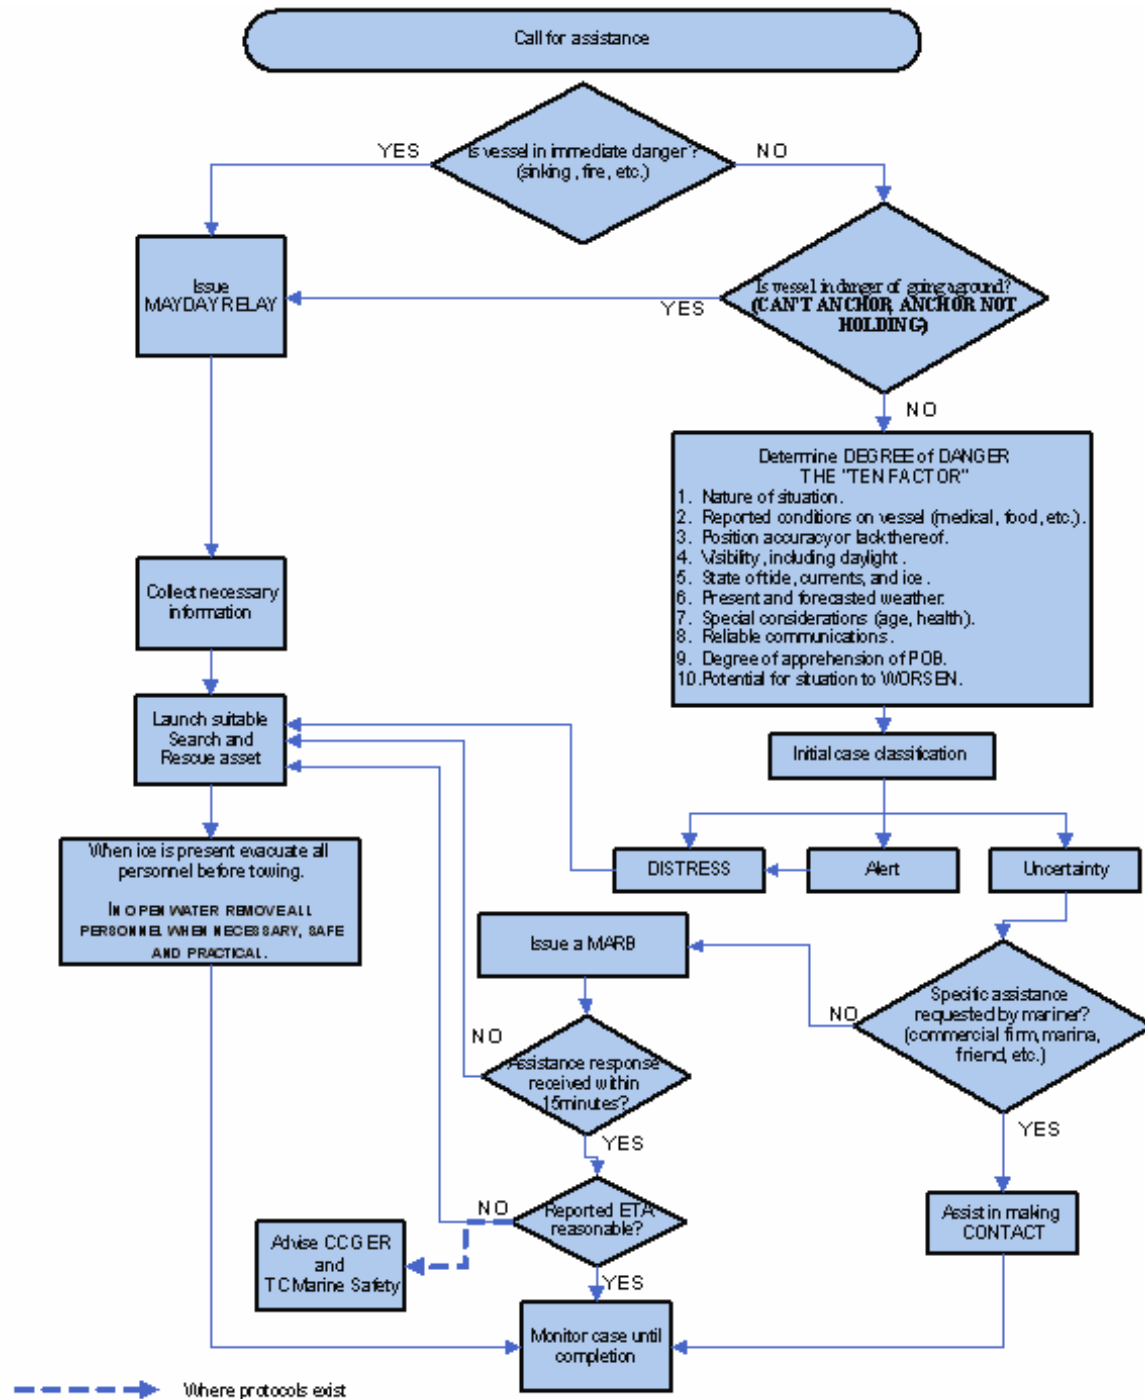 Call for assistance
Is vessel in immediate danger?
(sinking, fire, etc.)
YES
NO
Issue
MAYDAY RELAY
Is vessel in danger of going aground?
(CAN'T ANCHOR, ANCHOR NOT
HOLDING)
YES
NO
Determine DEGREE of DANGER
THE "TEN FACTOR"
1. Nature of situation.
2. Reported conditions on vessel (medical, food, etc.).
3. Position accuracy or lack thereof.
4. Visibility, including daylight.
5. State of tide, currents, and ice.
6. Present and forecasted weather.
7. Special considerations (age, health).
8. Reliable communications.
9. Degree of apprehension of POB.
10. Potential for situation to WORSEN.
Collect necessary
information
Launch suitable
Search and
Rescue asset
Initial case classification
When ice is present evacuate all
personnel before towing.
IN OPEN WATER REMOVE ALL
PERSONNEL WHEN NECESSARY, SAFE
AND PRACTICAL.
DISTRESS
Alert
Uncertainty
Issue a MARB
Specific assistance
requested by mariner?
(commercial firm, marina,
friend, etc.)
NO
YES
NO
Assistance response
received within
15 minutes?
YES
NO
Reported ETA
reasonable?
YES
Advise CCG ER
and
TC Marine Safety
Assist in making
CONTACT
Monitor case until
completion
Where protocols exist